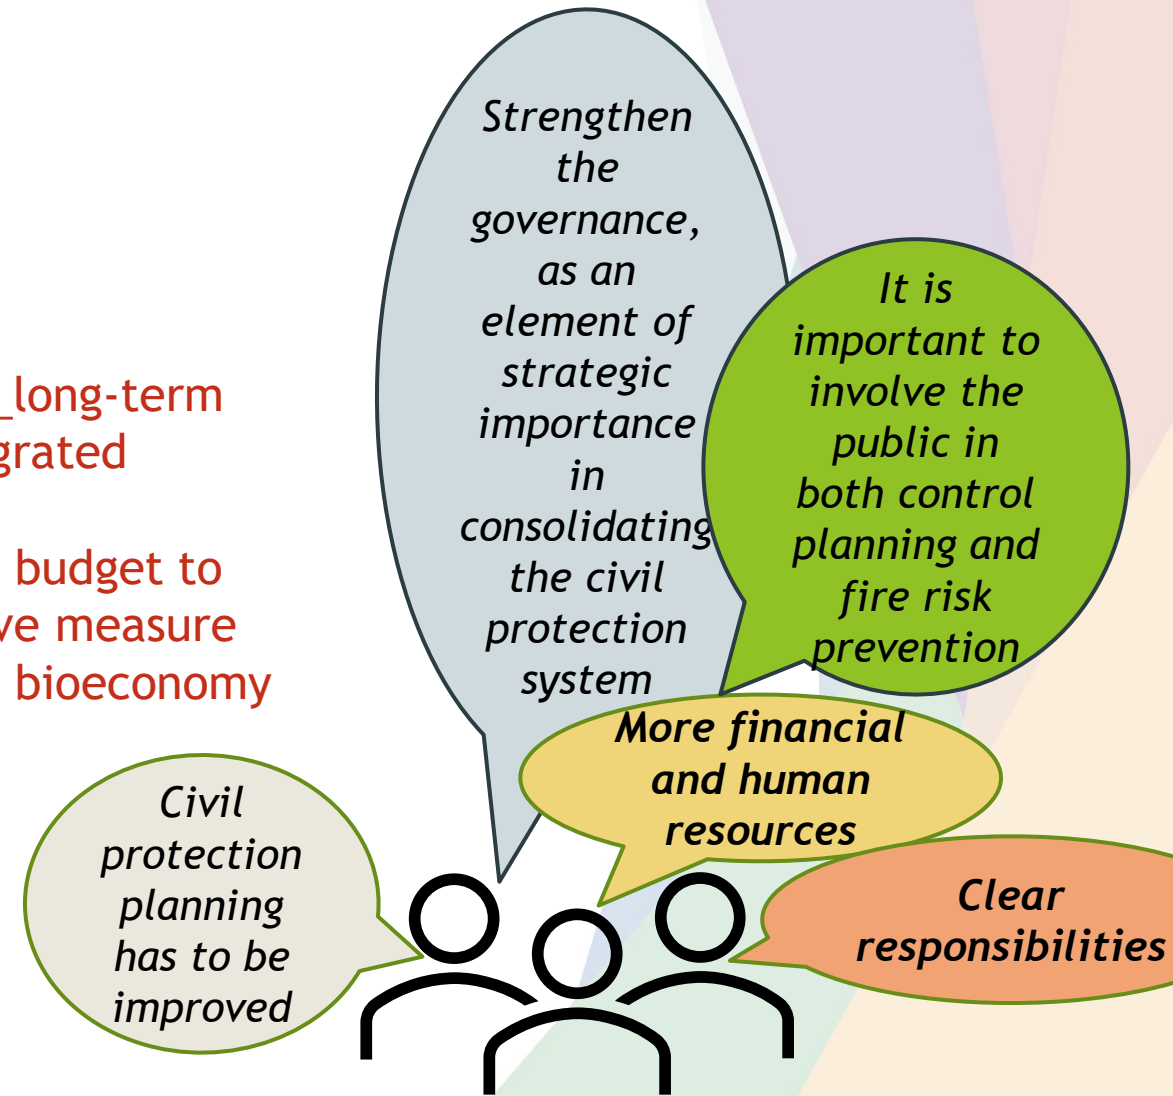 _long-term
grated
budget to
ve measure
bioeconomy
Strengthen
the
governance,
as an
element of
strategic
importance
in
consolidating
the civil
protection
system
It is
important to
involve the
public in
both control
planning and
fire risk
prevention
More financial
and human
resources
Civil
protection
planning
has to be
improved
Clear
responsibilities